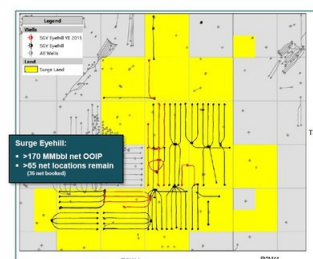 Legend
Wells
SGY Eyehill YE 2011
SGY Eyehill
All Wells
Land
Surge Land
Surge Eyehill:
• >170 MMbbl net OOIP
• >65 net locations remain
(36 net booked)